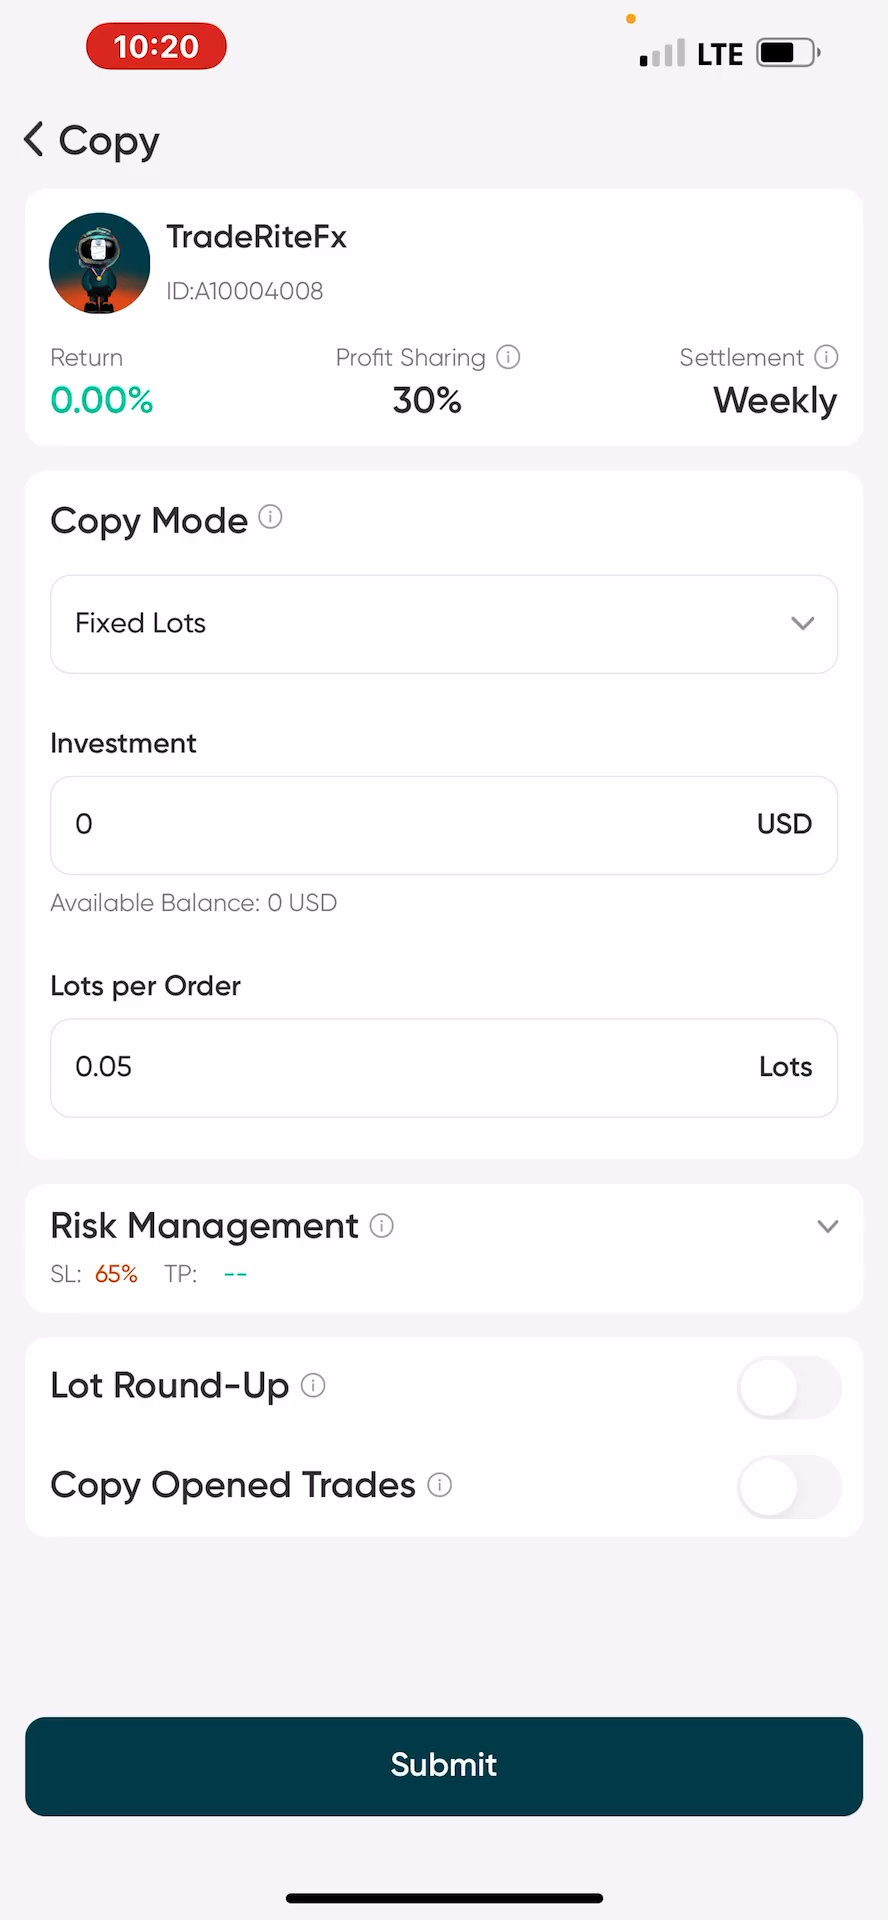 10:20
LTE
Copy
TradeRiteFx
ID:A10004008
Return
Profit Sharing
Settlement
0.00%
30%
Weekly
Copy Mode
Fixed Lots
Investment
0
USD
Available Balance: 0 USD
Lots per Order
0.05
Lots
Risk Management
SL: 65% TP: --
Lot Round-Up
Copy Opened Trades
Submit